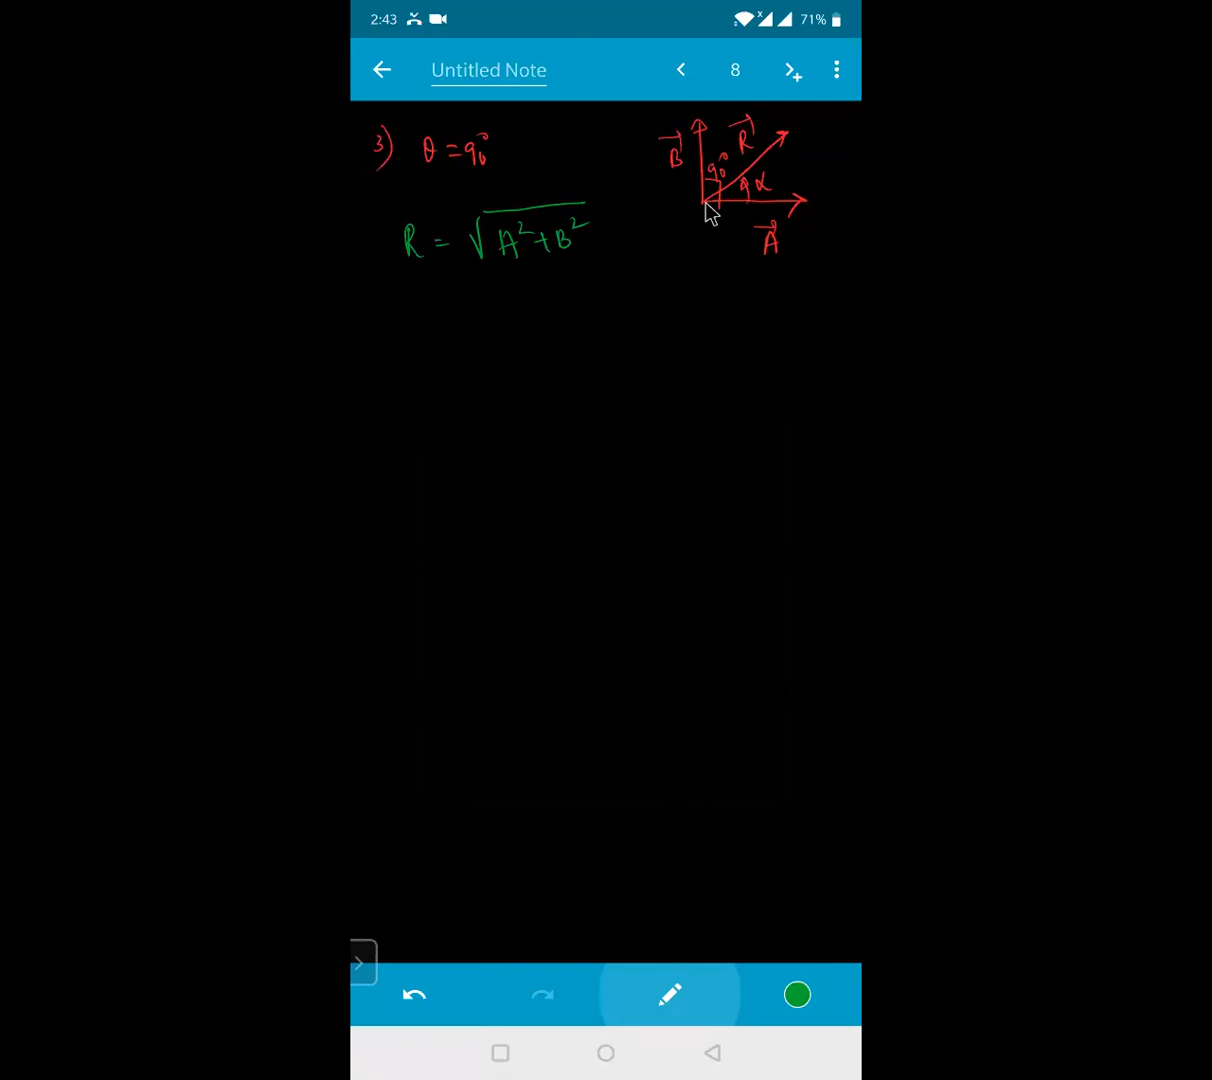 2:43 71%
Untitled Note 8
3) θ = 90°
B⃗ R⃗
90° α
A⃗
R = √A²+B²